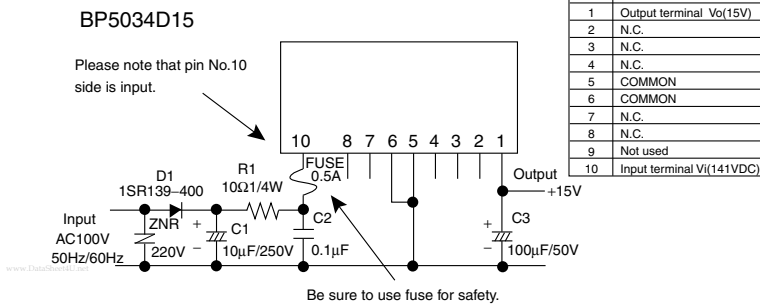 BP5034D15
Please note that pin No.10
side is input.
1 Output terminal Vo(15V)
2 N.C.
3 N.C.
4 N.C.
5 COMMON
6 COMMON
7 N.C.
8 N.C.
9 Not used
10 Input terminal Vi(141VDC)
10 8 7 6 5 4 3 2 1
FUSE
0.5A
D1
1SR139–400
R1
10Ω1/4W
Output
+15V
Input
AC100V
50Hz/60Hz
ZNR
220V
+
–
C1
10μF/250V
C2
0.1μF
+
–
C3
100μF/50V
Be sure to use fuse for safety.
www.DataSheet4U.net